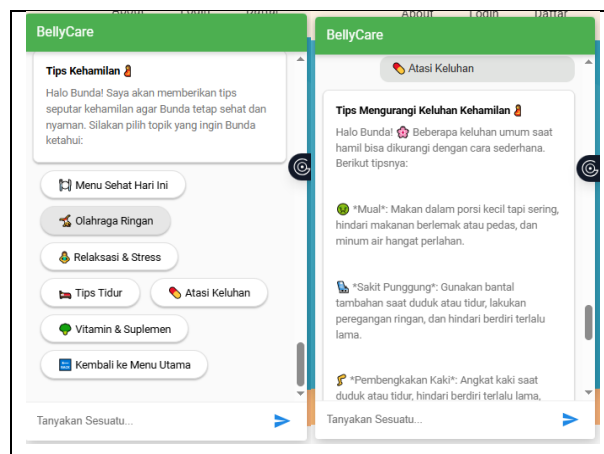 About Login Daftar
BellyCare
Tips Kehamilan
Halo Bunda! Saya akan memberikan tips
seputar kehamilan agar Bunda tetap sehat dan
nyaman. Silakan pilih topik yang ingin Bunda
ketahui:
Menu Sehat Hari Ini
Olahraga Ringan
Relaksasi & Stress
Tips Tidur
Atasi Keluhan
Vitamin & Suplemen
Kembali ke Menu Utama
Tanyakan Sesuatu...
About Login Daftar
BellyCare
Atasi Keluhan
Tips Mengurangi Keluhan Kehamilan
Halo Bunda! Beberapa keluhan umum saat
hamil bisa dikurangi dengan cara sederhana.
Berikut tipsnya:
*Mual*: Makan dalam porsi kecil tapi sering,
hindari makanan berlemak atau pedas, dan
minum air hangat perlahan.
*Sakit Punggung*: Gunakan bantal
tambahan saat duduk atau tidur, lakukan
peregangan ringan, dan hindari berdiri terlalu
lama.
*Pembengkakan Kaki*: Angkat kaki saat
duduk atau tidur, hindari berdiri terlalu lama,
Tanyakan Sesuatu...